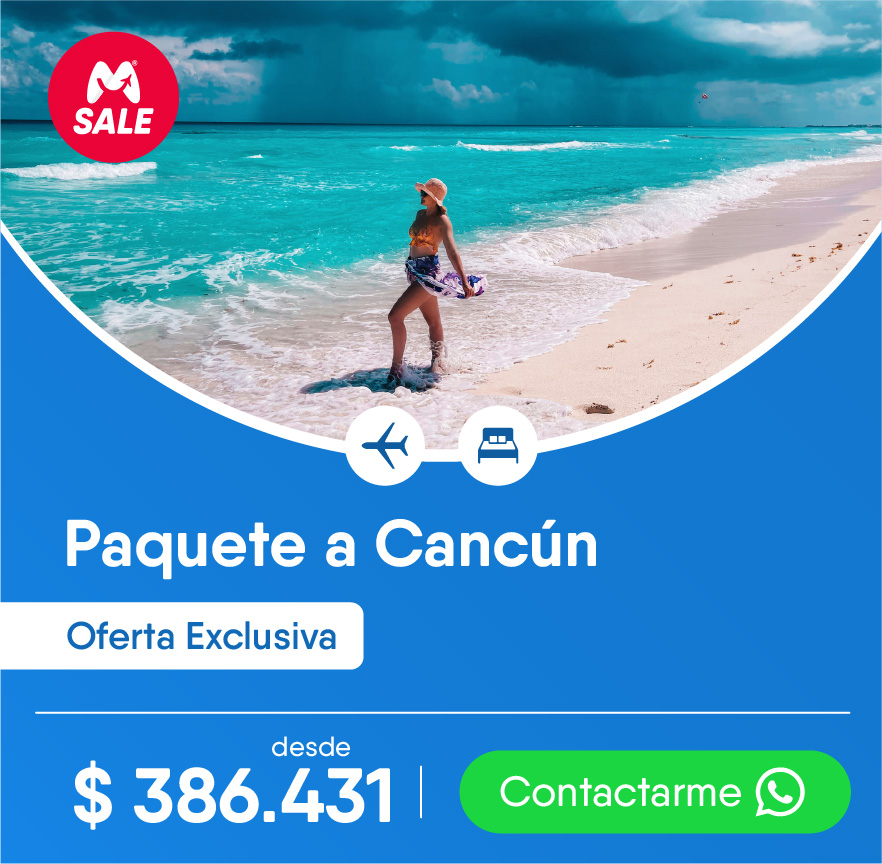 M®
SALE
Paquete a Cancún
Oferta Exclusiva
desde
$ 386.431
Contactarme